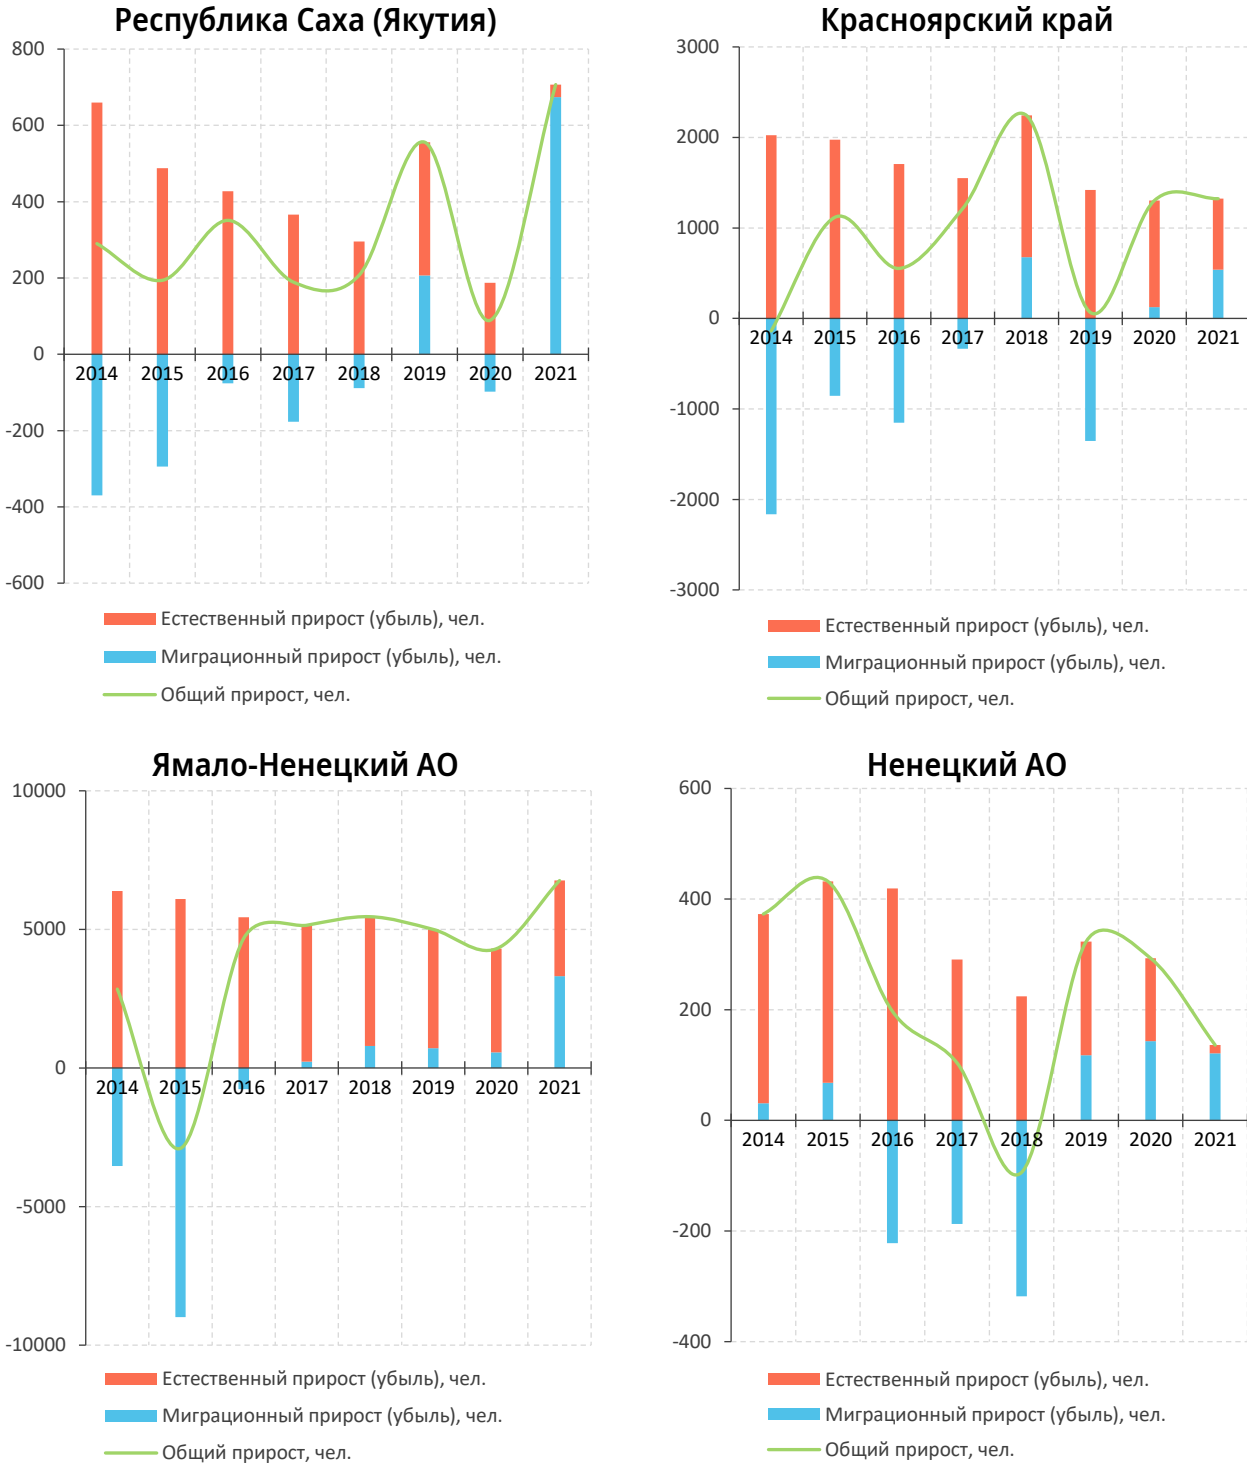 Республика Саха (Якутия)
800
600
400
200
0
-200
-400
-600
2014 2015 2016 2017 2018 2019 2020 2021
Естественный прирост (убыль), чел.
Миграционный прирост (убыль), чел.
Общий прирост, чел.
Красноярский край
3000
2000
1000
0
-1000
-2000
-3000
2014 2015 2016 2017 2018 2019 2020 2021
Естественный прирост (убыль), чел.
Миграционный прирост (убыль), чел.
Общий прирост, чел.
Ямало-Ненецкий АО
10000
5000
0
-5000
-10000
2014 2015 2016 2017 2018 2019 2020 2021
Естественный прирост (убыль), чел.
Миграционный прирост (убыль), чел.
Общий прирост, чел.
Ненецкий АО
600
400
200
0
-200
-400
2014 2015 2016 2017 2018 2019 2020 2021
Естественный прирост (убыль), чел.
Миграционный прирост (убыль), чел.
Общий прирост, чел.